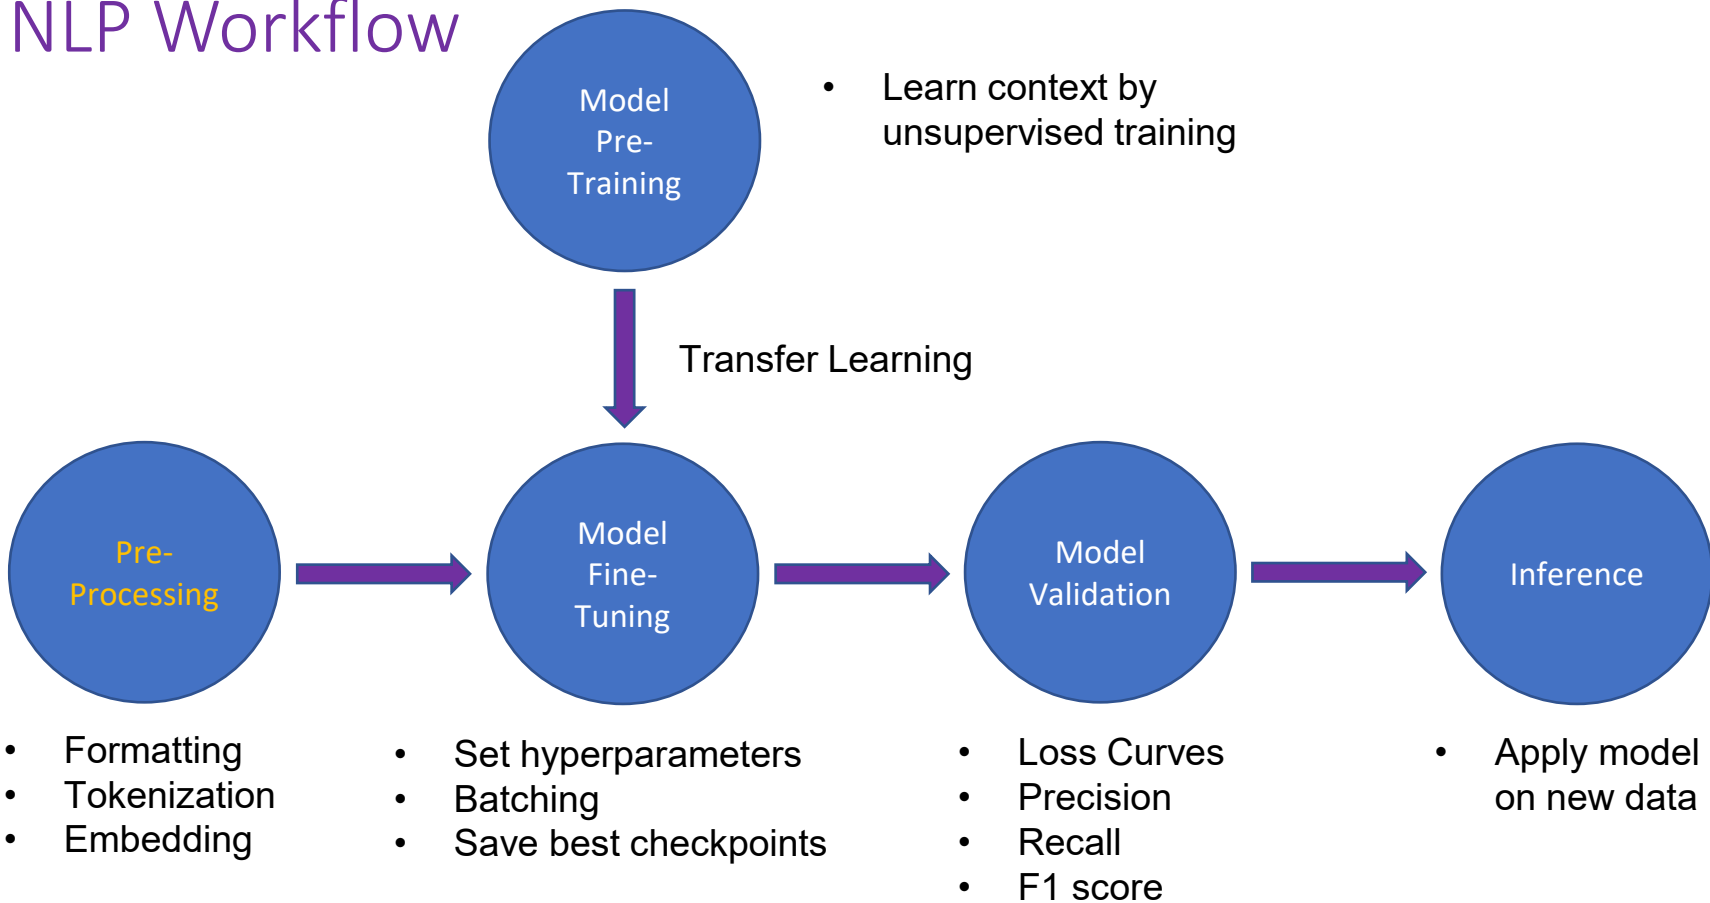 NLP Workflow
Model
Pre-
Training
• Learn context by
unsupervised training
Transfer Learning
Pre-
Processing
Model
Fine-
Tuning
Model
Validation
Inference
• Formatting
• Tokenization
• Embedding
• Set hyperparameters
• Batching
• Save best checkpoints
• Loss Curves
• Precision
• Recall
• F1 score
• Apply model
on new data